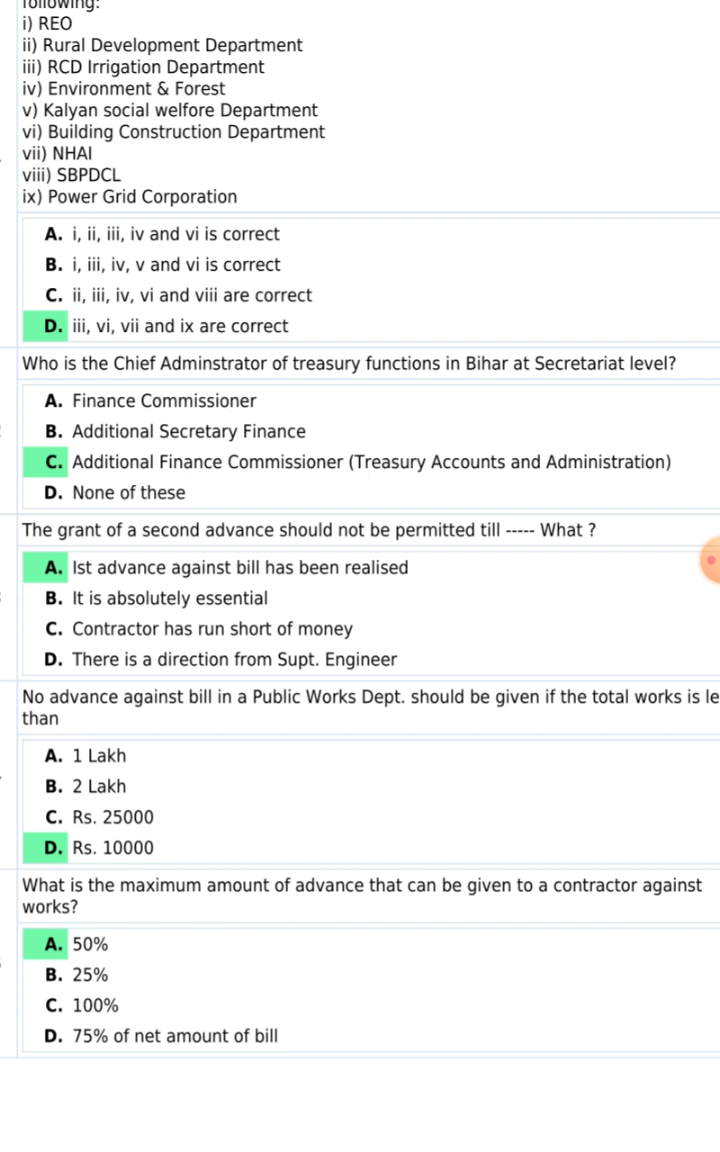 following:
i) REO
ii) Rural Development Department
iii) RCD Irrigation Department
iv) Environment & Forest
v) Kalyan social welfore Department
vi) Building Construction Department
vii) NHAI
viii) SBPDCL
ix) Power Grid Corporation
A. i, ii, iii, iv and vi is correct
B. i, iii, iv, v and vi is correct
C. ii, iii, iv, vi and viii are correct
D. iii, vi, vii and ix are correct
Who is the Chief Adminstrator of treasury functions in Bihar at Secretariat level?
A. Finance Commissioner
B. Additional Secretary Finance
C. Additional Finance Commissioner (Treasury Accounts and Administration)
D. None of these
The grant of a second advance should not be permitted till ----- What ?
A. Ist advance against bill has been realised
B. It is absolutely essential
C. Contractor has run short of money
D. There is a direction from Supt. Engineer
No advance against bill in a Public Works Dept. should be given if the total works is le
than
A. 1 Lakh
B. 2 Lakh
C. Rs. 25000
D. Rs. 10000
What is the maximum amount of advance that can be given to a contractor against
works?
A. 50%
B. 25%
C. 100%
D. 75% of net amount of bill